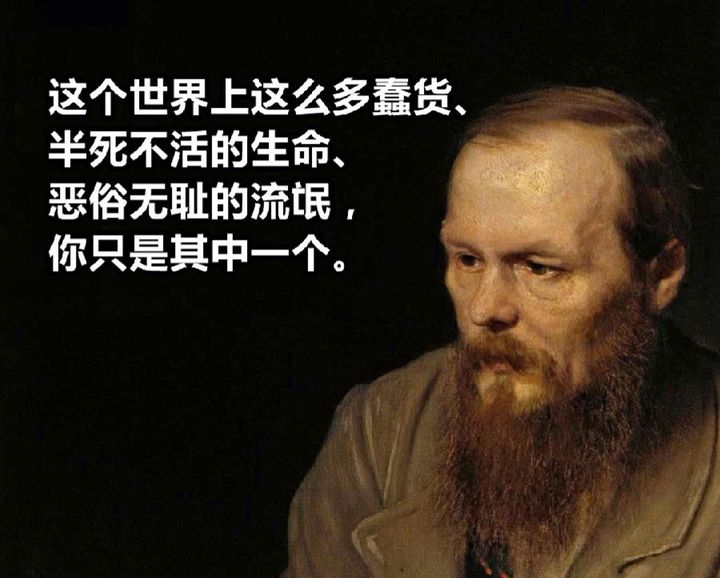 这个世界上这么多蠢货、
半死不活的生命、
恶俗无耻的流氓，
你只是其中一个。